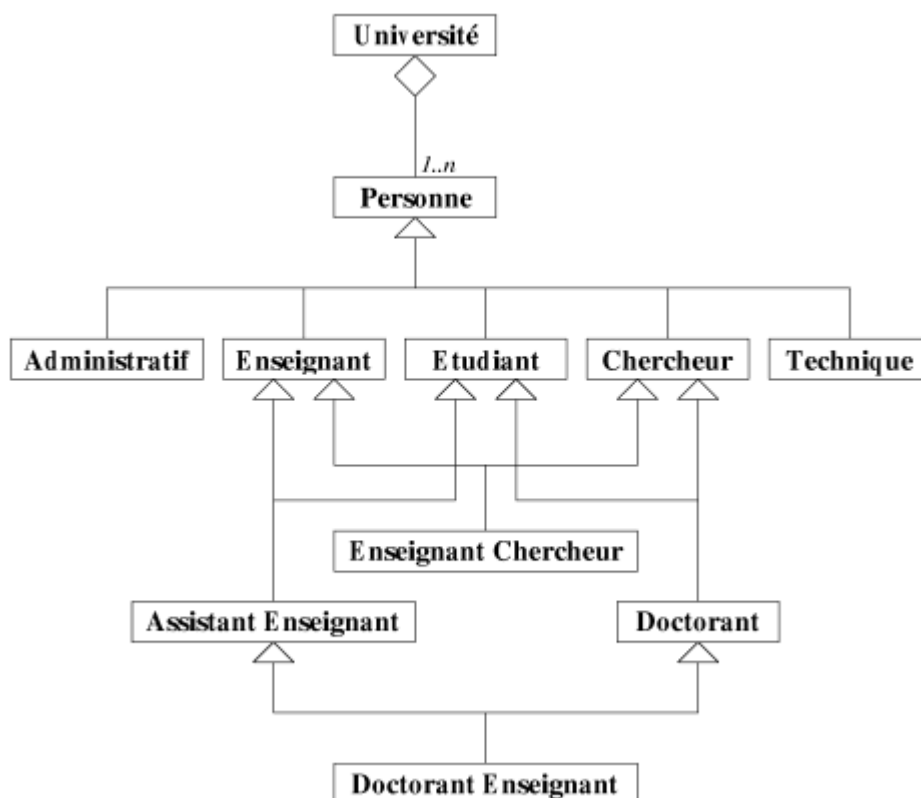 Université
1..n
Personne
Administratif
Enseignant
Etudiant
Chercheur
Technique
Enseignant Chercheur
Assistant Enseignant
Doctorant
Doctorant Enseignant